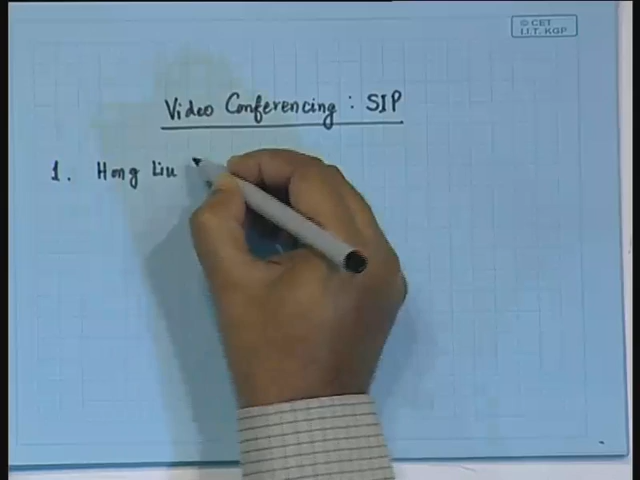 © CET
I.I.T. KGP
Video Conferencing : SIP
1. Hong Liu